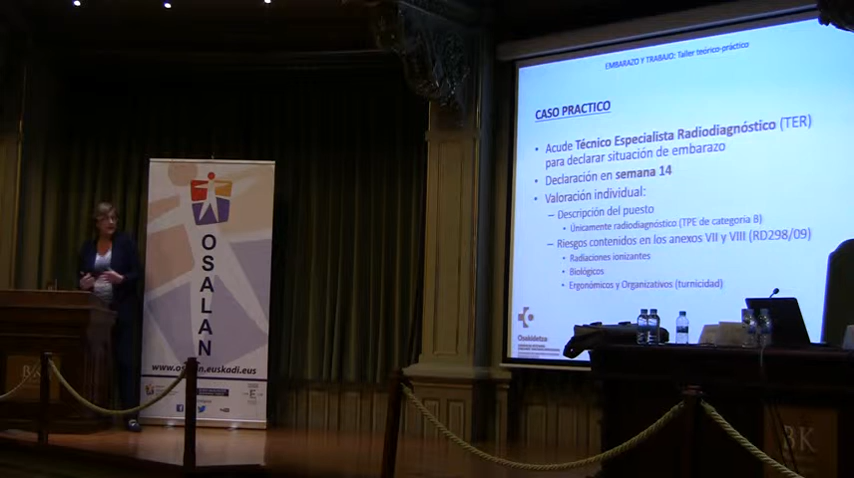 EMBARAZO Y TRABAJO: Taller teórico-práctico
CASO PRACTICO
• Acude Técnico Especialista Radiodiagnóstico (TER)
para declarar situación de embarazo
• Declaración en semana 14
• Valoración individual:
– Descripción del puesto
• Únicamente radiodiagnóstico (TPE de categoría B)
– Riesgos contenidos en los anexos VII y VIII (RD298/09)
• Radiaciones ionizantes
• Biológicos
• Ergonómicos y Organizativos (turnicidad)
Osakidetza
OSALAN
www.osalan.euskadi.eus
BK
BK